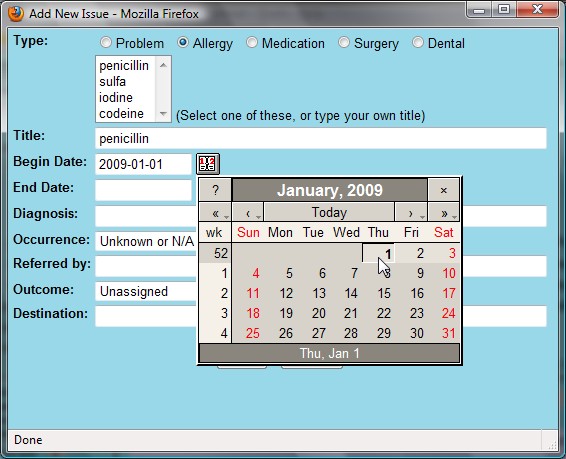 Add New Issue - Mozilla Firefox
Type: Problem Allergy Medication Surgery Dental
penicillin
sulfa
iodine
codeine (Select one of these, or type your own title)
Title: penicillin
Begin Date: 2009-01-01
End Date:
? January, 2009 ×
Diagnosis:
« ‹ Today › »
wk Sun Mon Tue Wed Thu Fri Sat
Occurrence: Unknown or N/A
52 1 2 3
Referred by:
1 4 5 6 7 8 9 10
Outcome: Unassigned
2 11 12 13 14 15 16 17
Destination:
3 18 19 20 21 22 23 24
4 25 26 27 28 29 30 31
Thu, Jan 1
Done